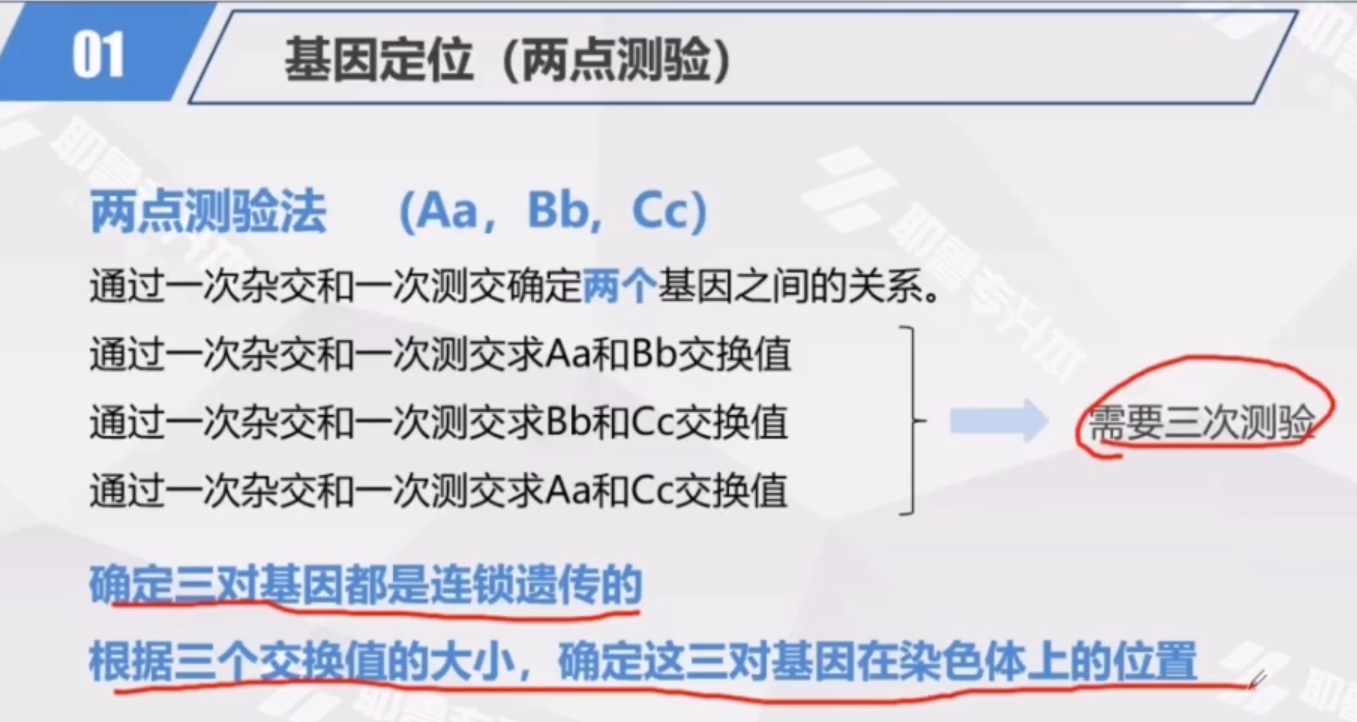 01
基因定位（两点测验）
两点测验法 （Aa，Bb，Cc）
通过一次杂交和一次测交确定两个基因之间的关系。
通过一次杂交和一次测交求Aa和Bb交换值
通过一次杂交和一次测交求Bb和Cc交换值
通过一次杂交和一次测交求Aa和Cc交换值
需要三次测验
确定三对基因都是连锁遗传的
根据三个交换值的大小，确定这三对基因在染色体上的位置
耶鲁专升本